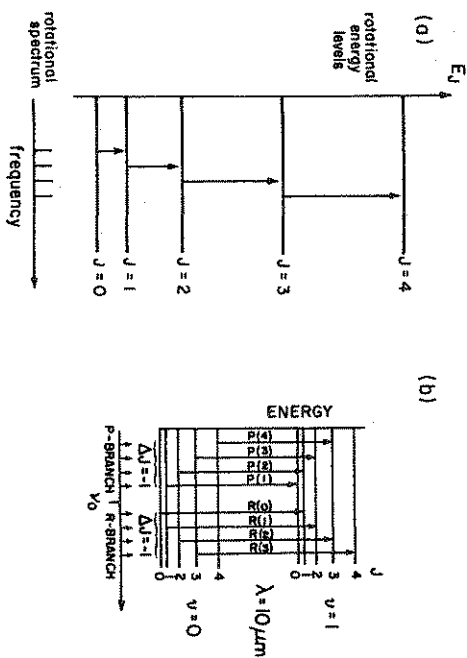 (a)
E_J
rotational
energy
levels
J = 4
J = 3
J = 2
J = 1
J = 0
rotational
spectrum
frequency
(b)
ENERGY
P(4)
P(3)
P(2)
P(1)
R(0)
R(1)
R(2)
R(3)
J
4
3
2
1
0
v = 1
λ = 10 μm
4
3
2
1
0
v = 0
ΔJ = -1
ΔJ = -1
P-BRANCH
ν₀
R-BRANCH